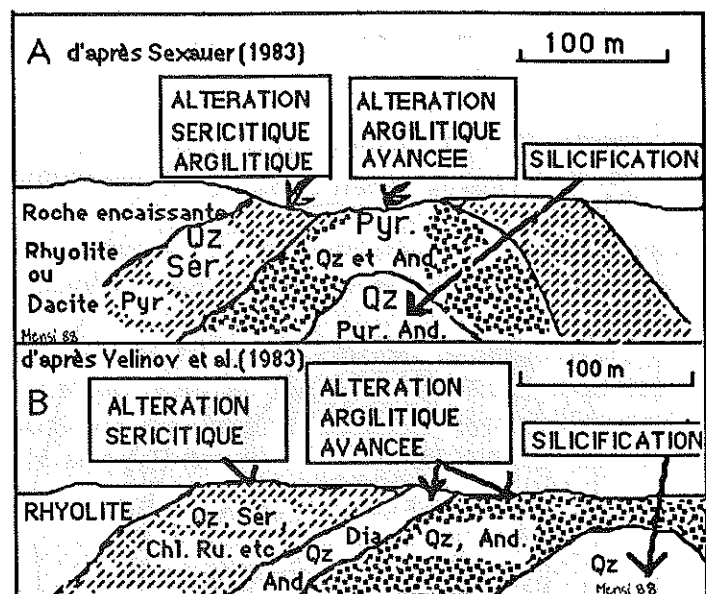 A d'après Sexauer (1983)
100 m
ALTERATION
SERICITIQUE
ARGILITIQUE
ALTERATION
ARGILITIQUE
AVANCEE
SILICIFICATION
Roche encaissante
Rhyolite
ou
Dacite
Qz
Sér
Pyr.
Pyr.
Qz et And.
Qz
Pyr. And.
Mensi 88
d'après Velinov et al.(1983)
B
100 m
ALTERATION
SERICITIQUE
ALTERATION
ARGILITIQUE
AVANCEE
SILICIFICATION
RHYOLITE
Qz, Ser,
Chl. Ru. etc
Qz Dia
And
Qz, And.
Qz
Mensi 88